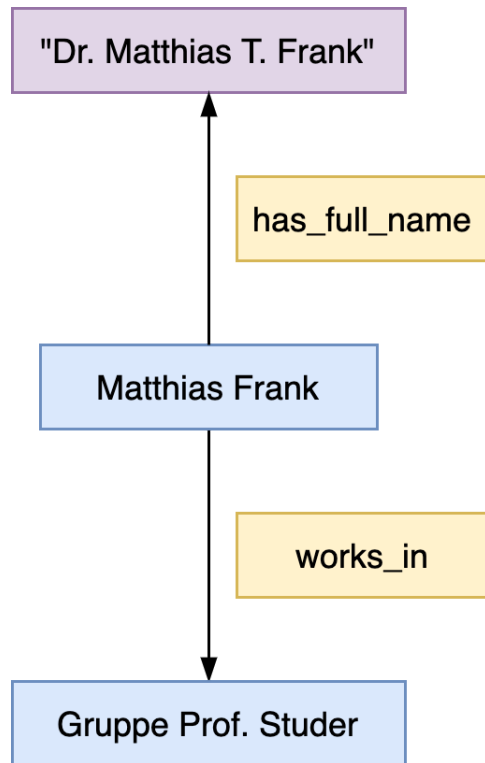 "Dr. Matthias T. Frank"
has_full_name
Matthias Frank
works_in
Gruppe Prof. Studer